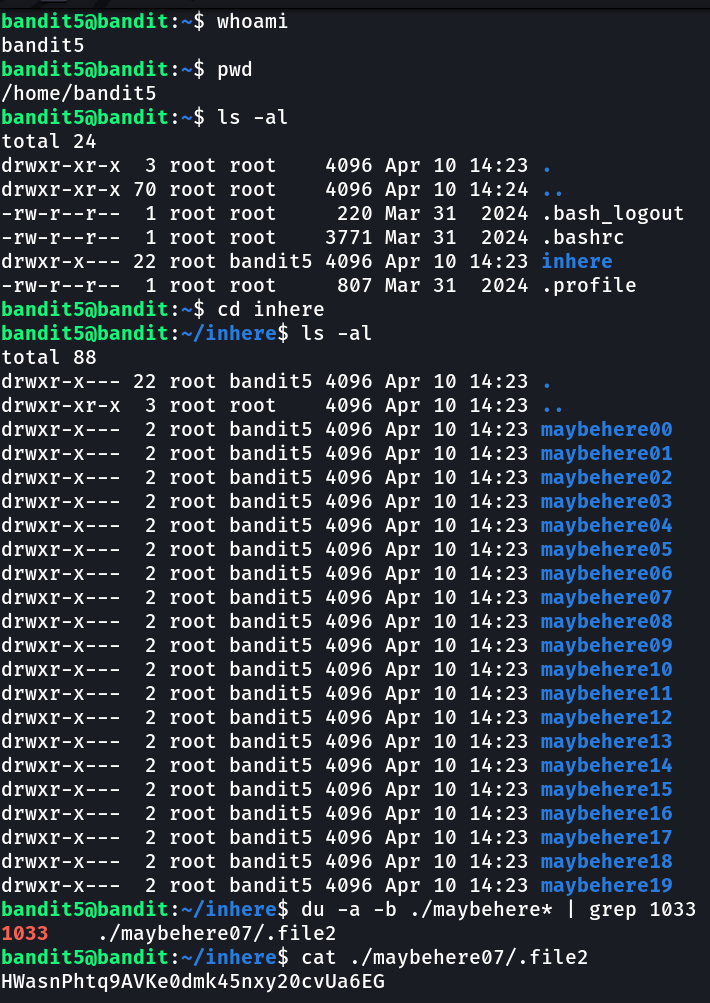 bandit5@bandit:~$ whoami
bandit5
bandit5@bandit:~$ pwd
/home/bandit5
bandit5@bandit:~$ ls -al
total 24
drwxr-xr-x  3 root root    4096 Apr 10 14:23 .
drwxr-xr-x 70 root root    4096 Apr 10 14:24 ..
-rw-r--r--  1 root root     220 Mar 31  2024 .bash_logout
-rw-r--r--  1 root root    3771 Mar 31  2024 .bashrc
drwxr-x--- 22 root bandit5 4096 Apr 10 14:23 inhere
-rw-r--r--  1 root root     807 Mar 31  2024 .profile
bandit5@bandit:~$ cd inhere
bandit5@bandit:~/inhere$ ls -al
total 88
drwxr-x--- 22 root bandit5 4096 Apr 10 14:23 .
drwxr-xr-x  3 root root    4096 Apr 10 14:23 ..
drwxr-x---  2 root bandit5 4096 Apr 10 14:23 maybehere00
drwxr-x---  2 root bandit5 4096 Apr 10 14:23 maybehere01
drwxr-x---  2 root bandit5 4096 Apr 10 14:23 maybehere02
drwxr-x---  2 root bandit5 4096 Apr 10 14:23 maybehere03
drwxr-x---  2 root bandit5 4096 Apr 10 14:23 maybehere04
drwxr-x---  2 root bandit5 4096 Apr 10 14:23 maybehere05
drwxr-x---  2 root bandit5 4096 Apr 10 14:23 maybehere06
drwxr-x---  2 root bandit5 4096 Apr 10 14:23 maybehere07
drwxr-x---  2 root bandit5 4096 Apr 10 14:23 maybehere08
drwxr-x---  2 root bandit5 4096 Apr 10 14:23 maybehere09
drwxr-x---  2 root bandit5 4096 Apr 10 14:23 maybehere10
drwxr-x---  2 root bandit5 4096 Apr 10 14:23 maybehere11
drwxr-x---  2 root bandit5 4096 Apr 10 14:23 maybehere12
drwxr-x---  2 root bandit5 4096 Apr 10 14:23 maybehere13
drwxr-x---  2 root bandit5 4096 Apr 10 14:23 maybehere14
drwxr-x---  2 root bandit5 4096 Apr 10 14:23 maybehere15
drwxr-x---  2 root bandit5 4096 Apr 10 14:23 maybehere16
drwxr-x---  2 root bandit5 4096 Apr 10 14:23 maybehere17
drwxr-x---  2 root bandit5 4096 Apr 10 14:23 maybehere18
drwxr-x---  2 root bandit5 4096 Apr 10 14:23 maybehere19
bandit5@bandit:~/inhere$ du -a -b ./maybehere* | grep 1033
1033    ./maybehere07/.file2
bandit5@bandit:~/inhere$ cat ./maybehere07/.file2
HWasnPhtq9AVKe0dmk45nxy20cvUa6EG